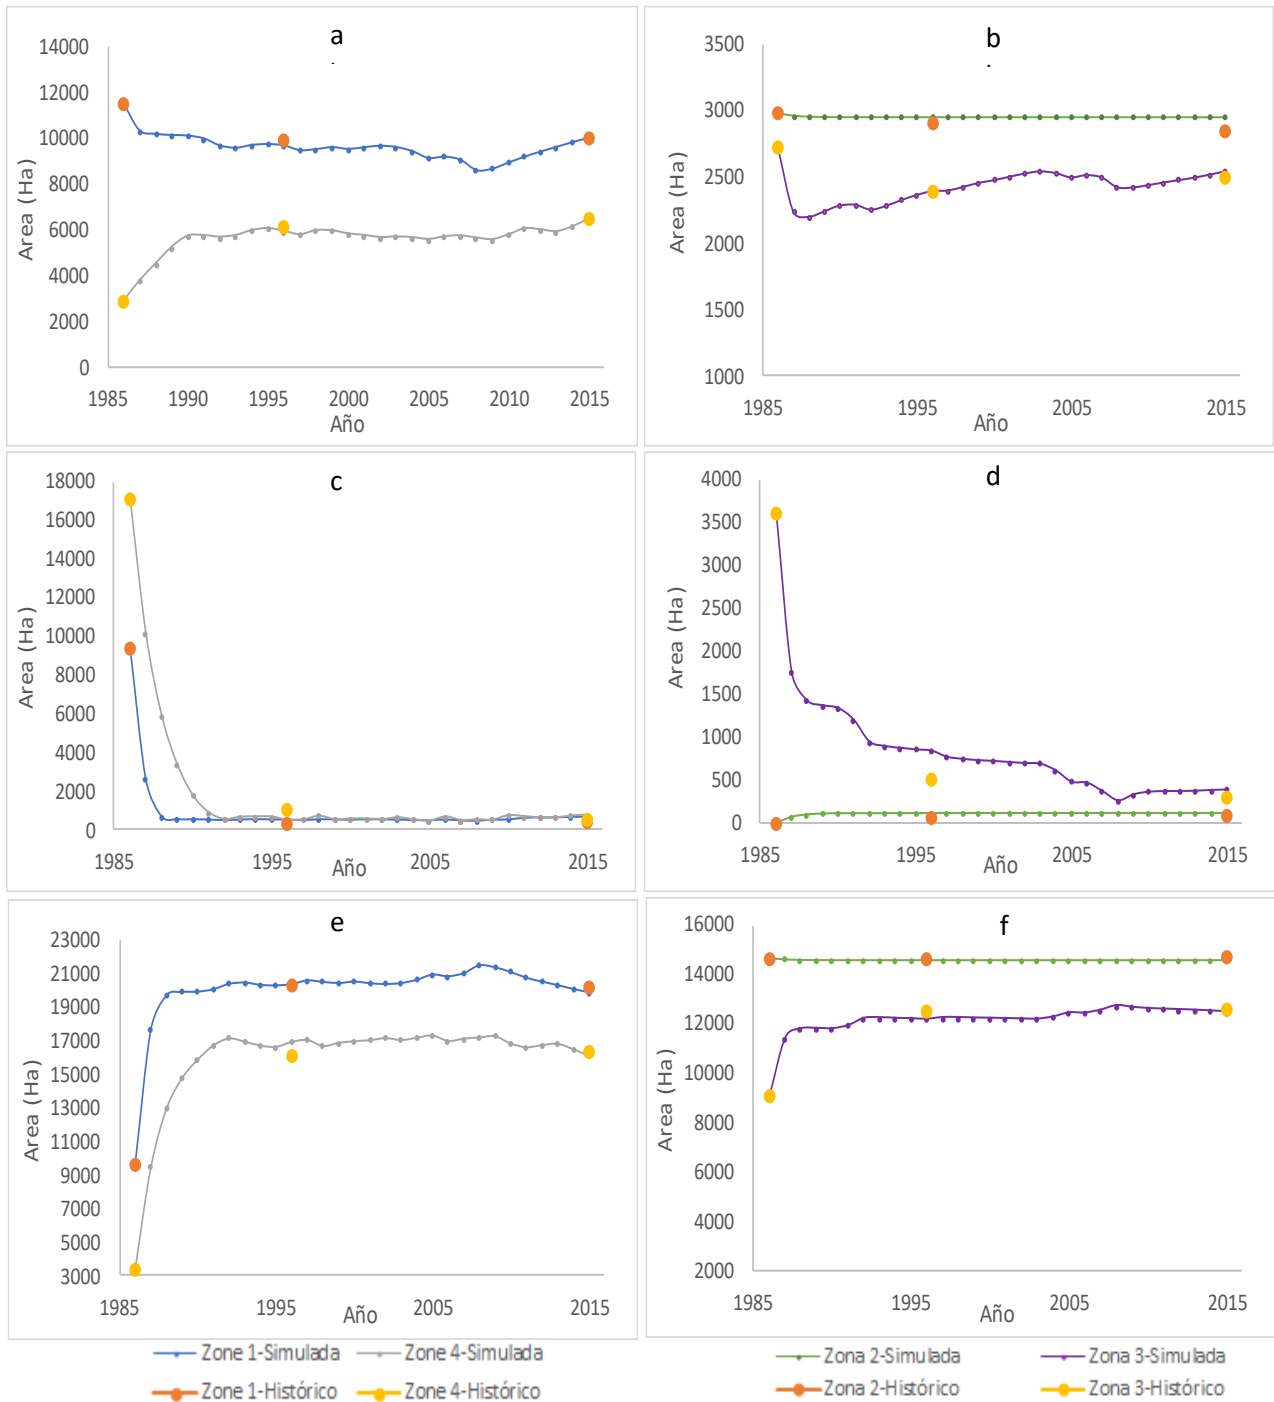 a
.
14000
12000
10000
8000
6000
4000
2000
0
Area (Ha)
1985 1990 1995 2000 2005 2010 2015
Año
b
`
3500
3000
2500
2000
1500
1000
Area (Ha)
1985 1995 2005 2015
Año
c
18000
16000
14000
12000
10000
8000
6000
4000
2000
0
Area (Ha)
1985 1995 2005 2015
Año
d
4000
3500
3000
2500
2000
1500
1000
500
0
Area (Ha)
1985 1995 2005 2015
Año
e
23000
21000
19000
17000
15000
13000
11000
9000
7000
5000
3000
Area (Ha)
1985 1995 2005 2015
Año
f
16000
14000
12000
10000
8000
6000
4000
2000
Area (Ha)
1985 1995 2005 2015
Año
Zone 1-Simulada Zone 4-Simulada
Zone 1-Histórico Zone 4-Histórico
Zona 2-Simulada Zona 3-Simulada
Zona 2-Histórico Zona 3-Histórico